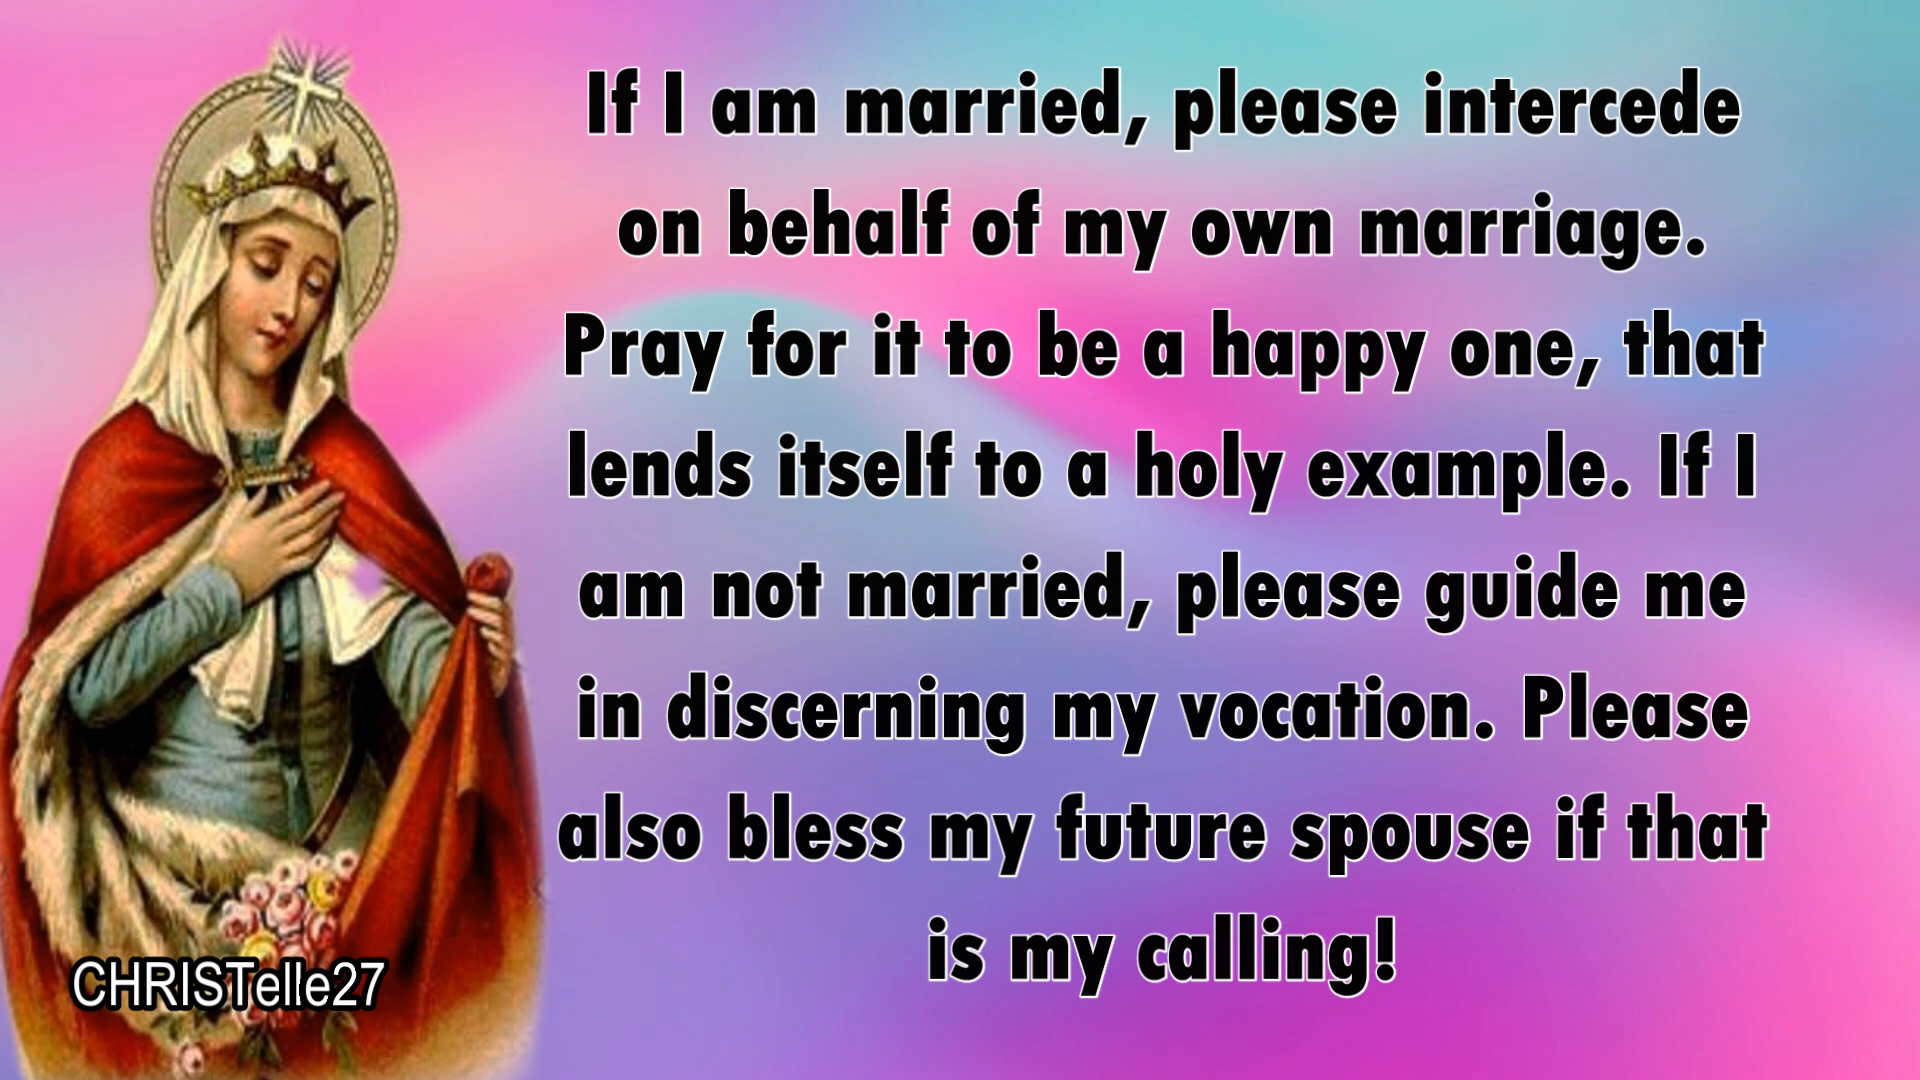 If I am married, please intercede
on behalf of my own marriage.
Pray for it to be a happy one, that
lends itself to a holy example. If I
am not married, please guide me
in discerning my vocation. Please
also bless my future spouse if that
is my calling!
CHRISTelle27